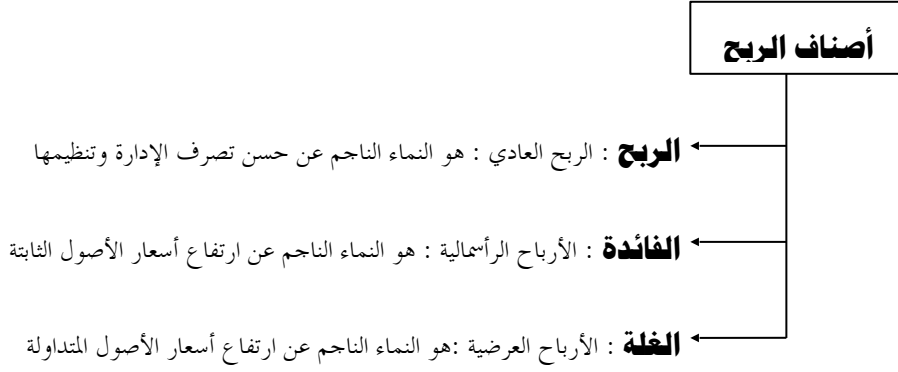 أصناف الربح
الربح : الربح العادي : هو النماء الناجم عن حسن تصرف الإدارة وتنظيمها
الفائدة : الأرباح الرأسمالية : هو النماء الناجم عن ارتفاع أسعار الأصول الثابتة
الغلة : الأرباح العرضية :هو النماء الناجم عن ارتفاع أسعار الأصول المتداولة